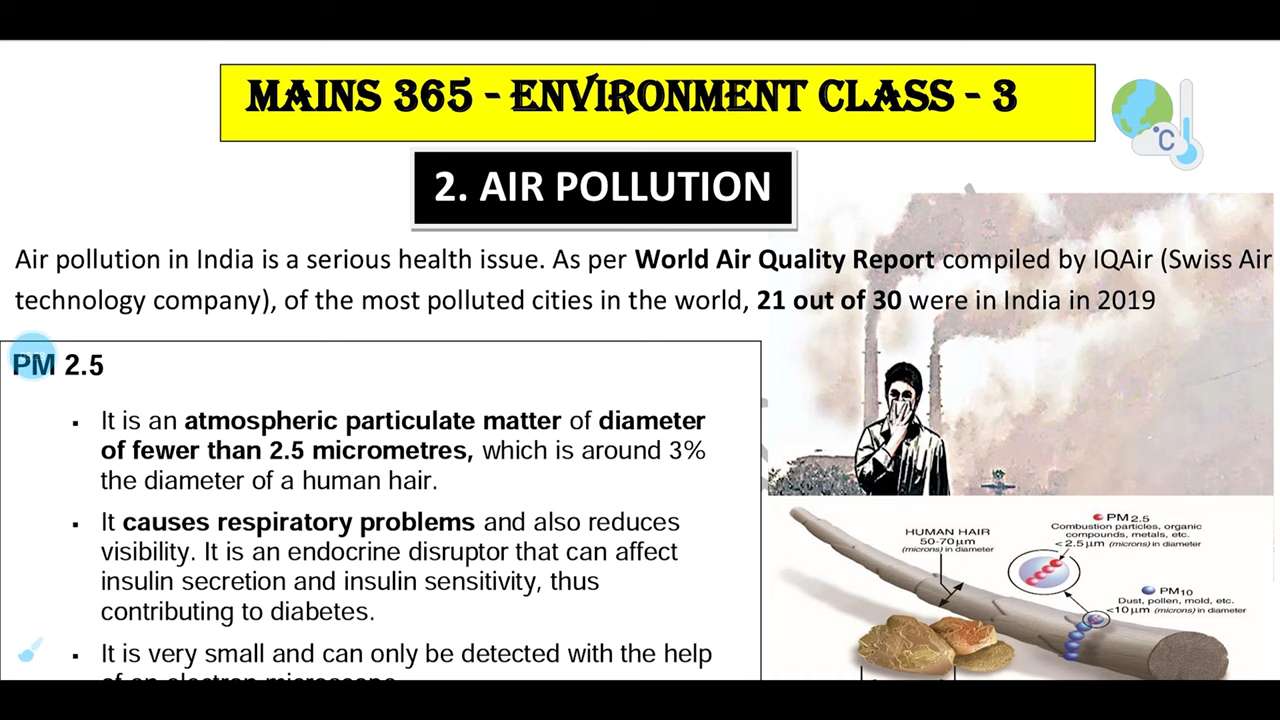 MAINS 365 - ENVIRONMENT CLASS - 3
°C
2. AIR POLLUTION
Air pollution in India is a serious health issue. As per World Air Quality Report compiled by IQAir (Swiss Air
technology company), of the most polluted cities in the world, 21 out of 30 were in India in 2019
PM 2.5
▪ It is an atmospheric particulate matter of diameter
of fewer than 2.5 micrometres, which is around 3%
the diameter of a human hair.
▪ It causes respiratory problems and also reduces
visibility. It is an endocrine disruptor that can affect
insulin secretion and insulin sensitivity, thus
contributing to diabetes.
▪ It is very small and can only be detected with the help
of an electron microscope.
HUMAN HAIR
50-70μm
(microns) in diameter
PM2.5
Combustion particles, organic
compounds, metals, etc.
<2.5μm (microns) in diameter
PM10
Dust, pollen, mold, etc.
<10μm (microns) in diameter